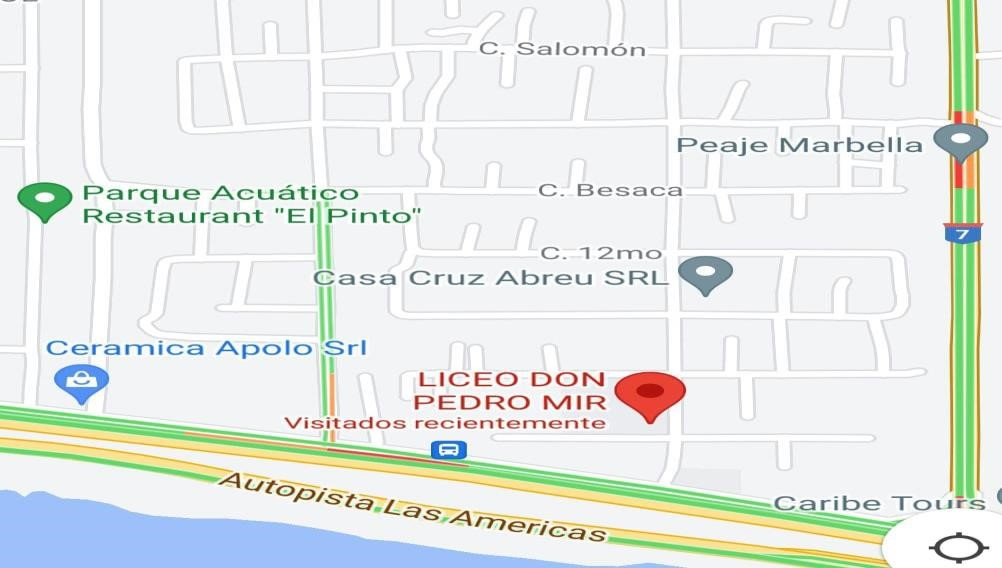 C. Salomón
Peaje Marbella
Parque Acuático
Restaurant "El Pinto"
C. Besaca
7
C. 12mo
Casa Cruz Abreu SRL
Ceramica Apolo Srl
LICEO DON
PEDRO MIR
Visitados recientemente
Autopista Las Americas
Caribe Tours